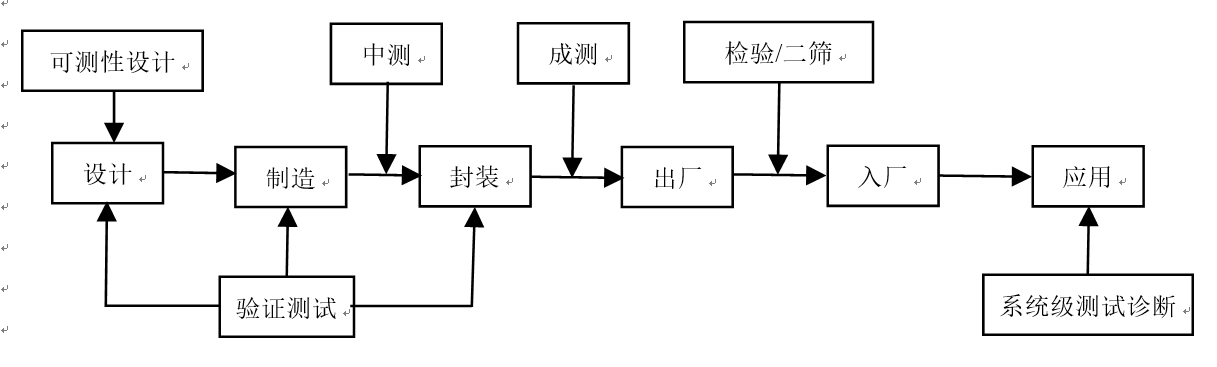 可测性设计
中测
成测
检验/二筛
设计
制造
封装
出厂
入厂
应用
验证测试
系统级测试诊断